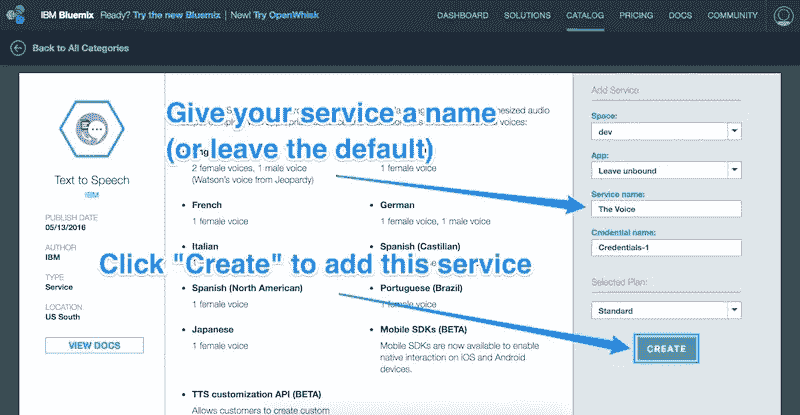 IBM Bluemix Ready? Try the new Bluemix | New! Try OpenWhisk
DASHBOARD SOLUTIONS CATALOG PRICING DOCS COMMUNITY
Back to All Categories
Text to Speech
IBM
PUBLISH DATE
05/13/2016
AUTHOR
IBM
TYPE
Service
LOCATION
US South
VIEW DOCS
Give your service a name
(or leave the default)
2 female voices, 1 male voice
(Watson's voice from Jeopardy)
1 female voice
French
1 female voice
German
1 female voice, 1 male voice
Italian
Spanish (Castilian)
Click "Create" to add this service
Spanish (North American)
1 female voice
Portuguese (Brazil)
1 female voice
Japanese
1 female voice
Mobile SDKs (BETA)
Mobile SDKs are now available to enable
native interaction on iOS and Android
devices.
TTS customization API (BETA)
Allows customers to create custom
Add Service
Space:
dev
App:
Leave unbound
Service name:
The Voice
Credential name:
Credentials-1
Selected Plan:
Standard
CREATE